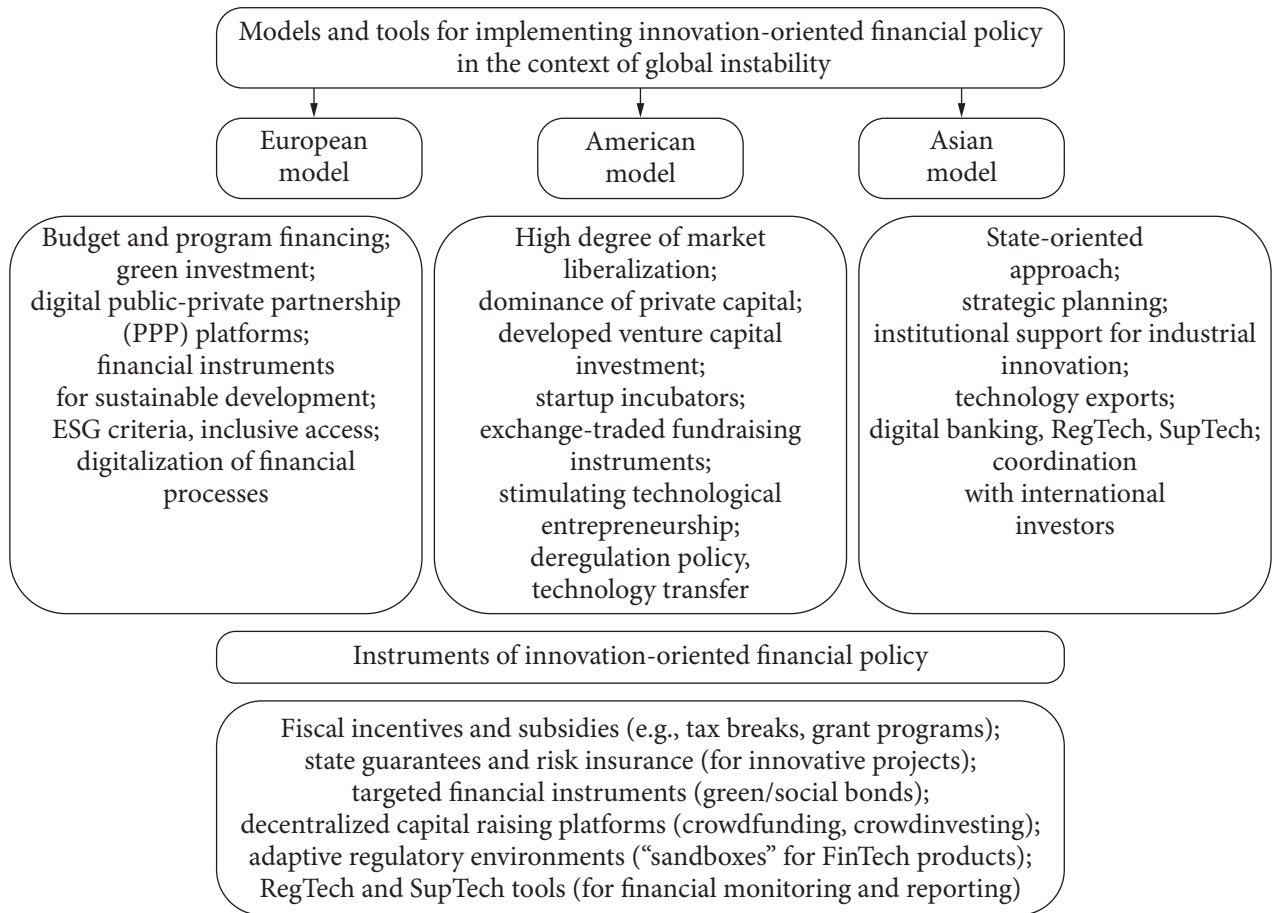 Models and tools for implementing innovation-oriented financial policy
in the context of global instability
European
model
American
model
Asian
model
Budget and program financing;
green investment;
digital public-private partnership
(PPP) platforms;
financial instruments
for sustainable development;
ESG criteria, inclusive access;
digitalization of financial
processes
High degree of market
liberalization;
dominance of private capital;
developed venture capital
investment;
startup incubators;
exchange-traded fundraising
instruments;
stimulating technological
entrepreneurship;
deregulation policy,
technology transfer
State-oriented
approach;
strategic planning;
institutional support for industrial
innovation;
technology exports;
digital banking, RegTech, SupTech;
coordination
with international
investors
Instruments of innovation-oriented financial policy
Fiscal incentives and subsidies (e.g., tax breaks, grant programs);
state guarantees and risk insurance (for innovative projects);
targeted financial instruments (green/social bonds);
decentralized capital raising platforms (crowdfunding, crowdinvesting);
adaptive regulatory environments (“sandboxes” for FinTech products);
RegTech and SupTech tools (for financial monitoring and reporting)